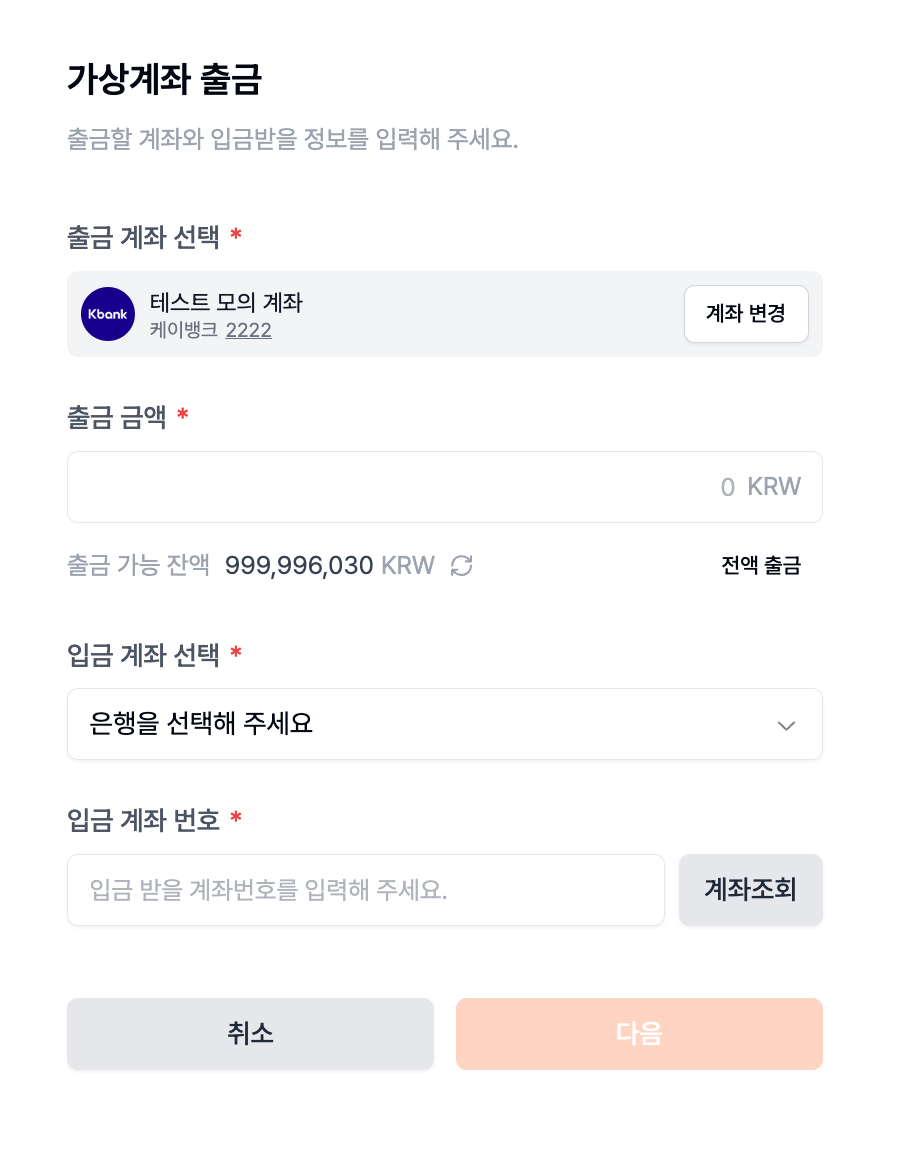 가상계좌 출금
출금할 계좌와 입금받을 정보를 입력해 주세요.
출금 계좌 선택 *
Kbank
테스트 모의 계좌
케이뱅크 2222
계좌 변경
출금 금액 *
0 KRW
출금 가능 잔액 999,996,030 KRW
전액 출금
입금 계좌 선택 *
은행을 선택해 주세요
입금 계좌 번호 *
입금 받을 계좌번호를 입력해 주세요.
계좌조회
취소
다음